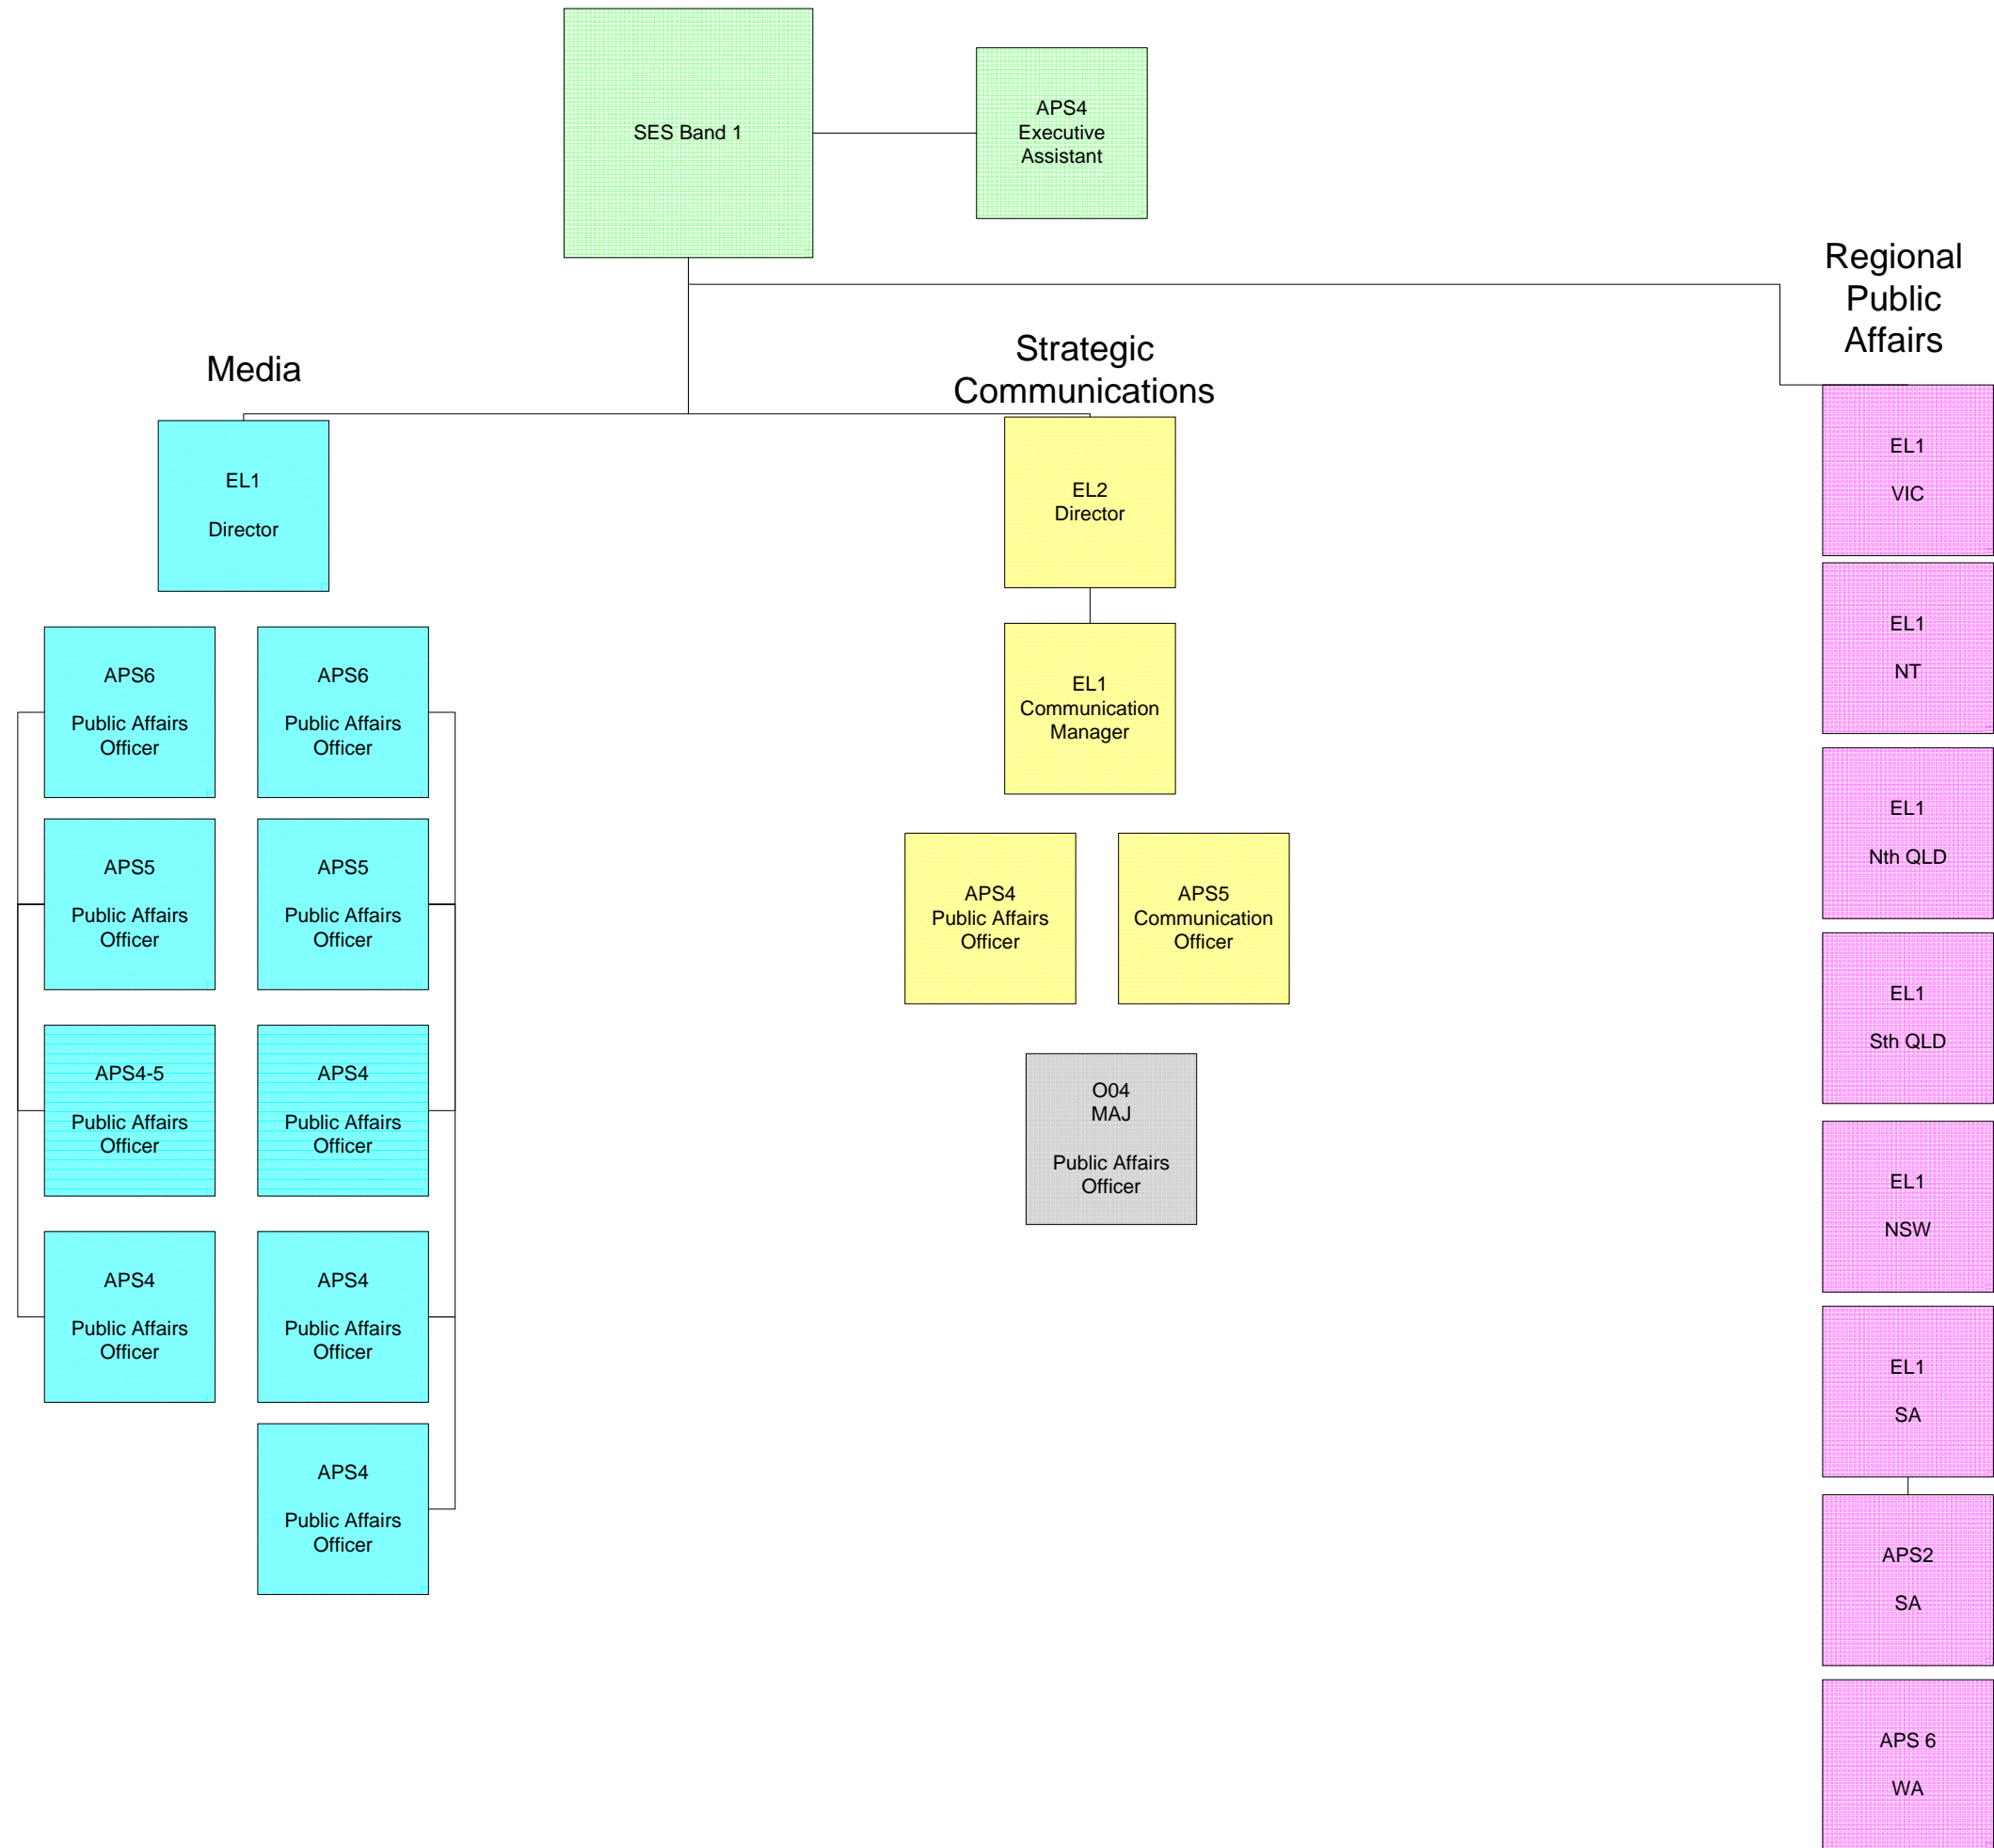 SES Band 1
APS4
Executive
Assistant
Regional
Public
Affairs
Media
Strategic
Communications
EL1
Director
APS6
Public Affairs
Officer
APS6
Public Affairs
Officer
APS5
Public Affairs
Officer
APS5
Public Affairs
Officer
APS4-5
Public Affairs
Officer
APS4
Public Affairs
Officer
APS4
Public Affairs
Officer
APS4
Public Affairs
Officer
APS4
Public Affairs
Officer
EL2
Director
EL1
Communication
Manager
APS4
Public Affairs
Officer
APS5
Communication
Officer
O04
MAJ
Public Affairs
Officer
EL1
VIC
EL1
NT
EL1
Nth QLD
EL1
Sth QLD
EL1
NSW
EL1
SA
APS2
SA
APS 6
WA